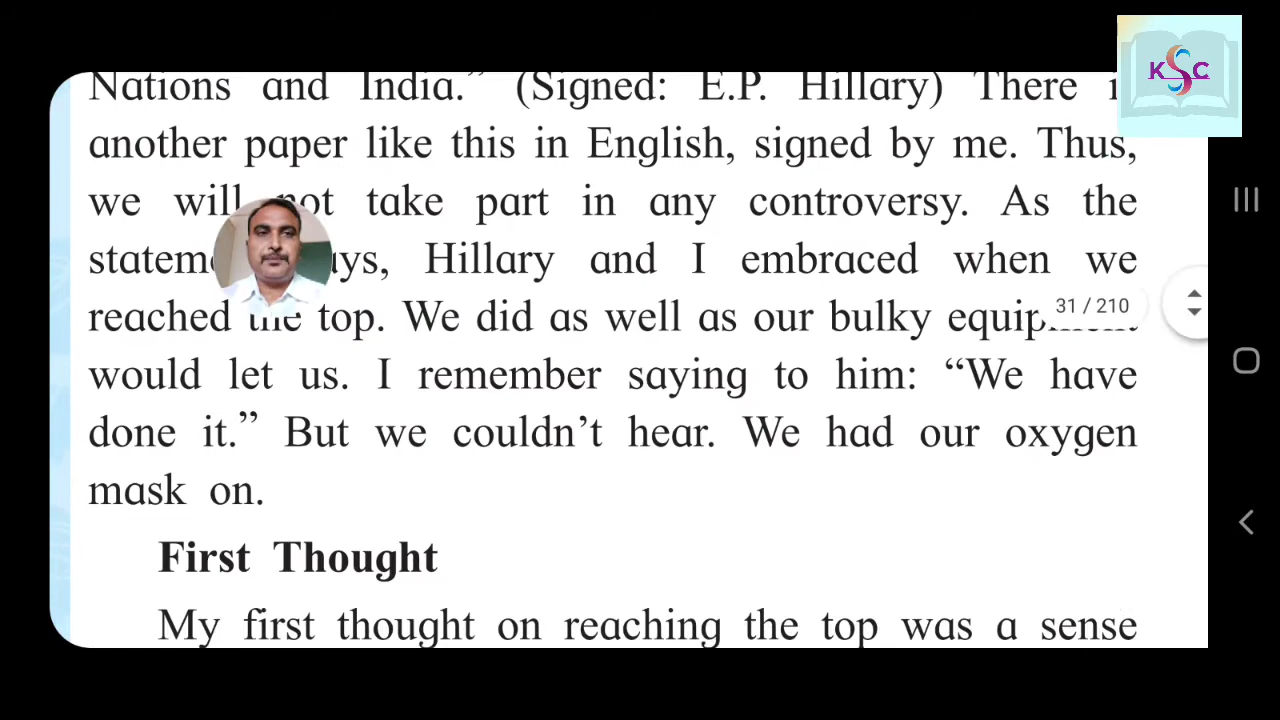 KSC
Nations and India.” (Signed: E.P. Hillary) There
another paper like this in English, signed by me. Thus,
we will not take part in any controversy. As the
Hillary and I embraced when we
reached the top. We did as well as our bulky
31 / 210
would let us. I remember saying to him: “We have
done it.” But we couldn’t hear. We had our oxygen
mask on.
First Thought
My first thought on reaching the top was a sense